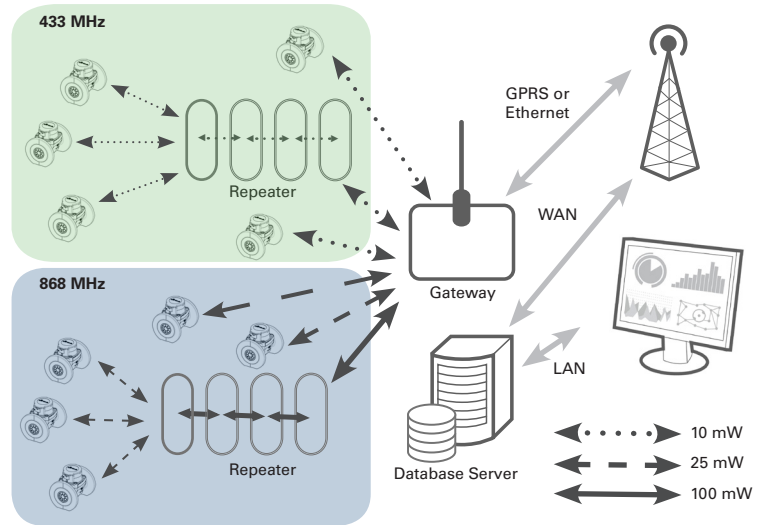 433 MHz
Repeater
868 MHz
Repeater
GPRS or
Ethernet
WAN
Gateway
LAN
Database Server
10 mW
25 mW
100 mW